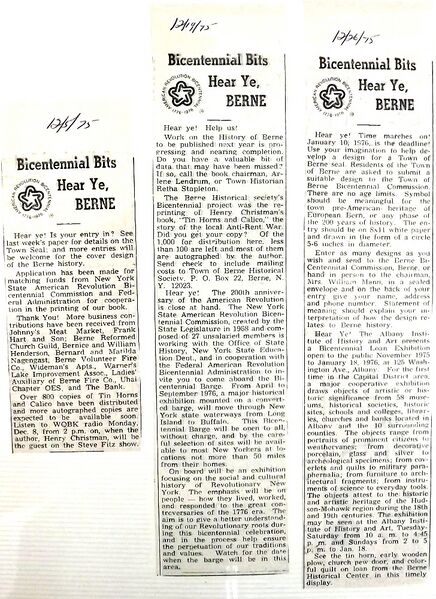 12/5/75
Bicentennial Bits
Hear Ye,
BERNE
Hear ye! Is your entry in? See
last week's paper for details on the
Town Seal; and more entries will
be welcome for the cover design
of the Berne history.
Application has been made for
matching funds from New York
State American Revolution Bi-
centennial Commission and Fed-
eral Administration for coopera-
tion in the printing of our book.
Thank You! Fine business con-
tributions have been received from
Johnny's Meat Market, Frank
Hart and Son; Berne Reformed
Church Guild, Bernice and William
Henderson, Bernard and Matilda
Nagengast, Berne Volunteer Fire
Co., Wideman's Apts., Warner's
Lake Improvement Assoc, Ladies'
Auxiliary of Berne Fire Co., Unai
Chapter OES, and The Bank.
Over 800 copies of Tin Horns
and Calico have been distributed
and more autographed copies are
expected to be available soon.
Listen to WQBK radio Monday,
Dec. 8, from 2 p.m. on, when the
author, Henry Christman, will be
the guest on the Steve Fitz show.
12/19/75
Bicentennial Bits
AMERICAN REVOLUTION BICENTENNIAL
1776-1976
Hear Ye,
BERNE
Hear ye! Help us!
Work on the History of Berne
to be published next year is pro-
gressing and nearing completion.
Do you have a valuable bit of
data that may have been missed?
If so, call the book chairman, Ar-
lene Lendrum, or Town Historian
Retha Stapleton.
The Berne Historical society's
Bicentennial project was the re-
printing of Henry Christman's
book, "Tin Horns and Calico," the
story of the local Anti-Rent War.
Did you get your copy? Of the
1,000 for distribution here, less
than 100 are left and most of them
are autographed by the author.
Send check to include mailing
costs to Town of Berne Historical
Society, P. O. Box 22, Berne, N.
Y. 12023.
Hear ye! The 200th anniversary
of the American Revolution
is close at hand. The New York
State American Revolution Bicen-
tennial Commission, created by the
State Legislature in 1968 and com-
posed of 27 unsalaried members is
working with the Office of State
History, New York State Educa-
tion Dept., and in cooperation with
the Federal American Revolution
Bicentennial Administration to in-
vite you to come aboard the Bi-
centennial Barge. From April to
September 1976, a major historical
exhibition mounted on a convert-
ed barge, will move through New
York state waterways from Long
Island to Buffalo. This Bicen-
tennial Barge will be open to all,
without charge, and by the care-
ful selection of sites will be avail-
able to most New Yorkers at lo-
cations not more than 50 miles
from their homes.
On board will be an exhibition
focusing on the social and cultural
history of Revolutionary New
York. The emphasis will be on
people — how they lived, worked,
and responded to the great con-
troversies of the 1776 era. The
aim is to give a better understand-
ing of our Revolutionary roots dur-
ing this bicentennial celebration,
and in the process help ensure
the perpetuation of our traditions
and values. Watch for the date
when the barge will be in this
area.
12/26/75
Bicentennial Bits
AMERICAN REVOLUTION BICENTENNIAL
1776-1976
Hear Ye,
BERNE
Hear ye! Time marches on!
January 10, 1976, is the deadline!
Use your imagination to help de-
velop a design for a Town of
Berne seal. Residents of the Town
of Berne are asked to submit a
suitable design to the Town of
Berne Bicentennial Commission.
There are no age limits. Symbol
should be meaningful for the
town pre-American heritage of
European Bern, or any phase of
the 200 years of history. The en-
try should be on 8x11 white paper
and drawn in the form of a circle
5-6 inches in diameter.
Enter as many designs as you
wish and send to the Berne Bi-
Centennial Commission, Berne, or
hand in person to the chairman,
Mrs. William Menn, in a sealed
envelope and on the back of your
entry give your name, address
and phone number. Statement of
meaning should explain your in-
terpretation of how the design re-
lates to Berne history.
Hear Ye! The Albany Institute
of History and Art presents
a Bicentennial Loan Exhibition
open to the public November 1975
to January 18, 1976, in 125 Wash-
ington Ave., Albany. For the first
time in the Capital District area,
a major cooperative exhibition
draws objects of artistic or his-
toric significance from 58 muse-
ums, historical societies, historic
sites, schools and colleges, librar-
ies, churches and banks located in
Albany and the 10 surrounding
counties. The objects range from
portraits of prominent citizens to
weathervanes; from decorative
porcelain, glass and silver to
archeological specimens; from cov-
erlets and quilts to military para-
phernalia; from furniture to archi-
tectural fragments; from instru-
ments of science to everyday tools.
The objects attest to the historic
and artistic heritage of the Hud-
son-Mohawk region during the 18th
and 19th centuries. The exhibition
may be seen at the Albany Insti-
tute of History and Art, Tuesday-
Saturday from 10 a. m. to 4:45
p. m. and Sundays from 2 to 5
p. m. to Jan. 18.
See the tin horn, early wooden
plow, church pew door, and color-
ful quilt on loan from the Berne
Historical Center in this timely
display.